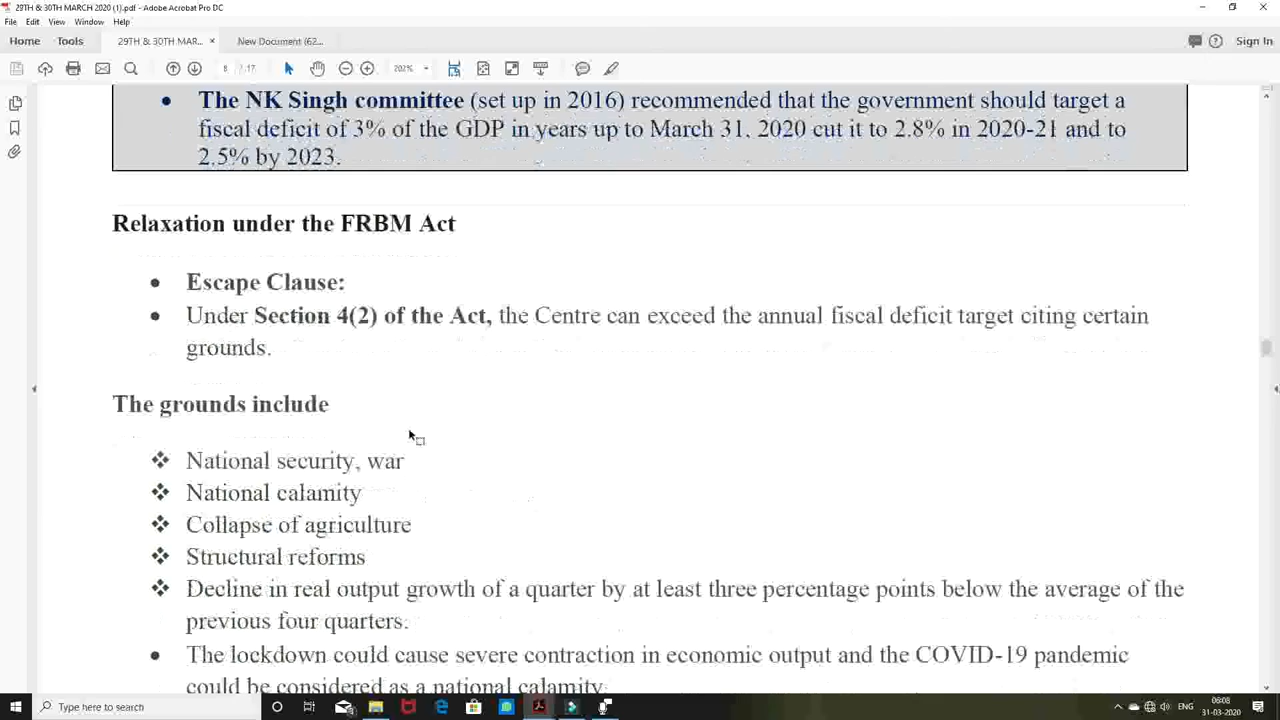 29TH & 30TH MARCH 2020 (1).pdf - Adobe Acrobat Pro DC
File Edit View Window Help
Home Tools 29TH & 30TH MAR... × New Document (62... Sign In
8 / 17 202%
• The NK Singh committee (set up in 2016) recommended that the government should target a
fiscal deficit of 3% of the GDP in years up to March 31, 2020 cut it to 2.8% in 2020-21 and to
2.5% by 2023.
Relaxation under the FRBM Act
• Escape Clause:
• Under Section 4(2) of the Act, the Centre can exceed the annual fiscal deficit target citing certain
grounds.
The grounds include
❖ National security, war
❖ National calamity
❖ Collapse of agriculture
❖ Structural reforms
❖ Decline in real output growth of a quarter by at least three percentage points below the average of the
previous four quarters.
• The lockdown could cause severe contraction in economic output and the COVID-19 pandemic
could be considered as a national calamity.
Type here to search
06:08
31-03-2020